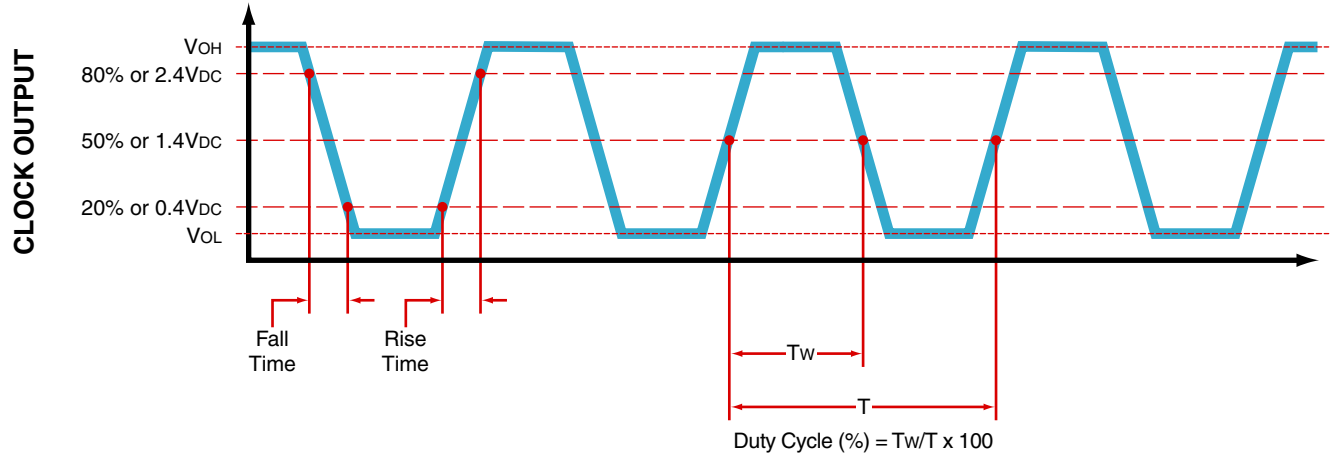 CLOCK OUTPUT
VOH
80% or 2.4VDC
50% or 1.4VDC
20% or 0.4VDC
VOL
Fall
Time
Rise
Time
TW
T
Duty Cycle (%) = TW/T x 100